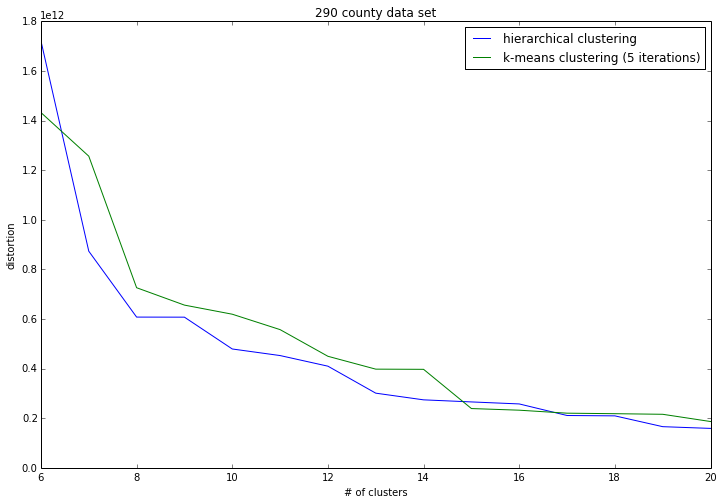 290 county data set
1e12
1.8
1.6
1.4
1.2
1.0
0.8
0.6
0.4
0.2
0.0
distortion
hierarchical clustering
k-means clustering (5 iterations)
6 8 10 12 14 16 18 20
# of clusters